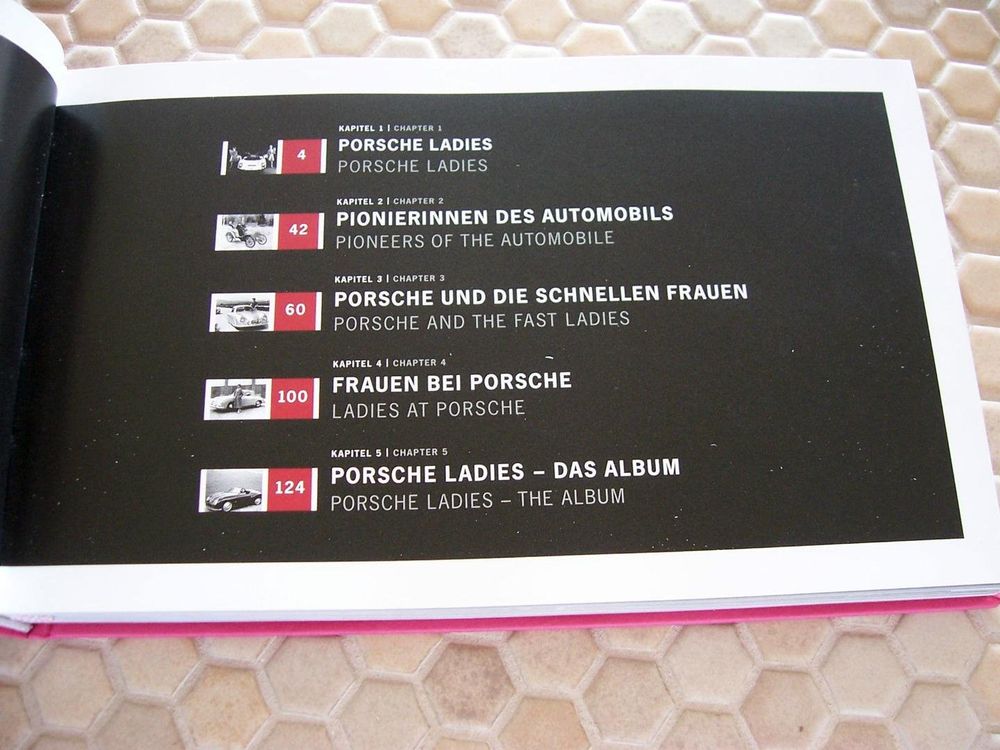 KAPITEL 1 | CHAPTER 1
4 PORSCHE LADIES
PORSCHE LADIES
KAPITEL 2 | CHAPTER 2
42 PIONIERINNEN DES AUTOMOBILS
PIONEERS OF THE AUTOMOBILE
KAPITEL 3 | CHAPTER 3
60 PORSCHE UND DIE SCHNELLEN FRAUEN
PORSCHE AND THE FAST LADIES
KAPITEL 4 | CHAPTER 4
100 FRAUEN BEI PORSCHE
LADIES AT PORSCHE
KAPITEL 5 | CHAPTER 5
124 PORSCHE LADIES – DAS ALBUM
PORSCHE LADIES – THE ALBUM